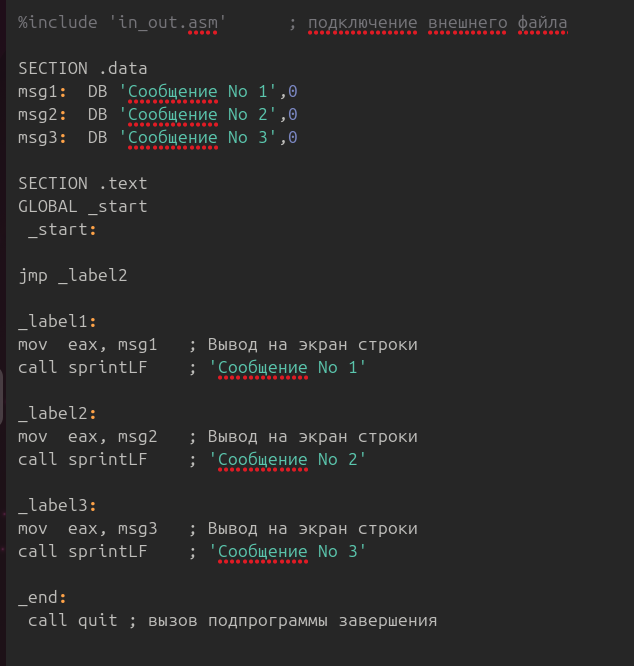 %include 'in_out.asm'      ; подключение внешнего файла
SECTION .data
msg1:  DB 'Сообщение No 1',0
msg2:  DB 'Сообщение No 2',0
msg3:  DB 'Сообщение No 3',0
SECTION .text
GLOBAL _start
 _start:
jmp _label2
_label1:
mov  eax, msg1   ; Вывод на экран строки
call sprintLF    ; 'Сообщение No 1'
_label2:
mov  eax, msg2   ; Вывод на экран строки
call sprintLF    ; 'Сообщение No 2'
_label3:
mov  eax, msg3   ; Вывод на экран строки
call sprintLF    ; 'Сообщение No 3'
_end:
 call quit ; вызов подпрограммы завершения